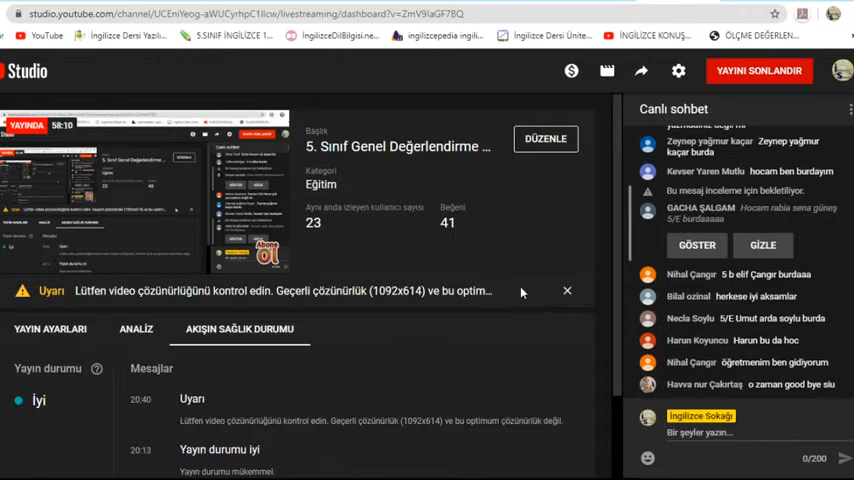 studio.youtube.com/channel/UCEniYeog-aWUCyrhpC1Ilcw/livestreaming/dashboard?v=ZmV9IaGF7BQ
YouTube
İngilizce Dersi Yazılı...
5.SINIF İNGİLİZCE 1...
İngilizceDilBilgisi.ne...
ingilizcepedia ingili...
İngilizce Dersi Ünite...
İNGİLİZCE KONUŞ...
ÖLÇME DEĞERLEN...
Studio
YAYINI SONLANDIR
YAYINDA 58:10
Abone
Ol
Başlık
5. Sınıf Genel Değerlendirme ...
DÜZENLE
Kategori
Eğitim
Aynı anda izleyen kullanıcı sayısı
Beğeni
23
41
Uyarı Lütfen video çözünürlüğünü kontrol edin. Geçerli çözünürlük (1092x614) ve bu optim...
YAYIN AYARLARI
ANALİZ
AKIŞIN SAĞLIK DURUMU
Yayın durumu
İyi
Mesajlar
20:40 Uyarı
Lütfen video çözünürlüğünü kontrol edin. Geçerli çözünürlük (1092x614) ve bu optimum çözünürlük değil.
20:13 Yayın durumu iyi
Yayın durumu mükemmel.
Canlı sohbet
Zeynep yağmur kaçar Zeynep yağmur
kaçar burda
Kevser Yaren Mutlu hocam ben burdayım
Bu mesaj inceleme için bekletiliyor.
GACHA ŞALGAM Hocam rabia sena güneş
5/E burdaaaaa
GÖSTER
GİZLE
Nihal Çangır 5 b elif Çangır burdaaa
Bilal ozinal herkese iyi aksamlar
Necla Soylu 5/E Umut arda soylu burda
Harun Koyuncu Harun bu da hoc
Nihal Çangır öğretmenim ben gidiyorum
Havva nur Çakırtaş o zaman good bye siu
İngilizce Sokağı
Bir şeyler yazın...
0/200